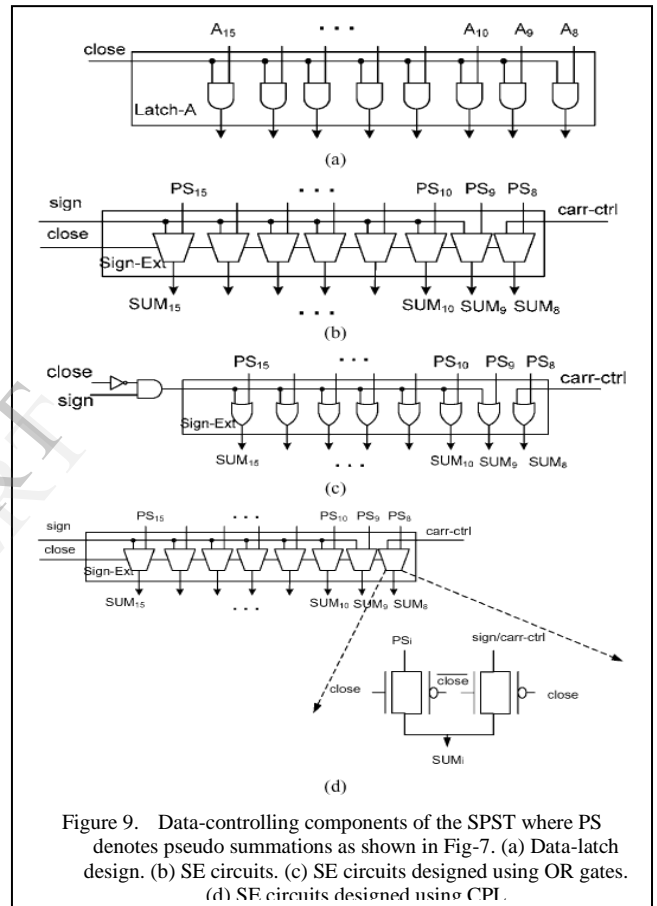 A15 . . . A10 A9 A8
close
Latch-A
(a)
sign PS15 . . . PS10 PS9 PS8 carr-ctrl
close
Sign-Ext
SUM15 . . . SUM10 SUM9 SUM8
(b)
close PS15 . . . PS10 PS9 PS8 carr-ctrl
sign
Sign-Ext
SUM15 . . . SUM10 SUM9 SUM8
(c)
sign PS15 . . . PS10 PS9 PS8 carr-ctrl
close
Sign-Ext
SUM15 . . . SUM10 SUM9 SUM8
PSi sign/carr-ctrl
close close close
SUMi
(d)
Figure 9. Data-controlling components of the SPST where PS
denotes pseudo summations as shown in Fig-7. (a) Data-latch
design. (b) SE circuits. (c) SE circuits designed using OR gates.
(d) SE circuits designed using CPL